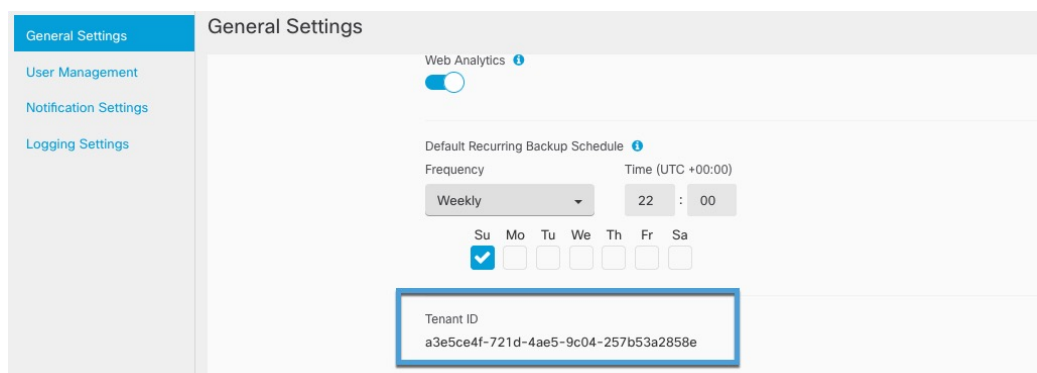 General Settings
User Management
Notification Settings
Logging Settings
General Settings
Web Analytics
Default Recurring Backup Schedule
Frequency
Time (UTC +00:00)
Weekly
22 : 00
Su Mo Tu We Th Fr Sa
Tenant ID
a3e5ce4f-721d-4ae5-9c04-257b53a2858e